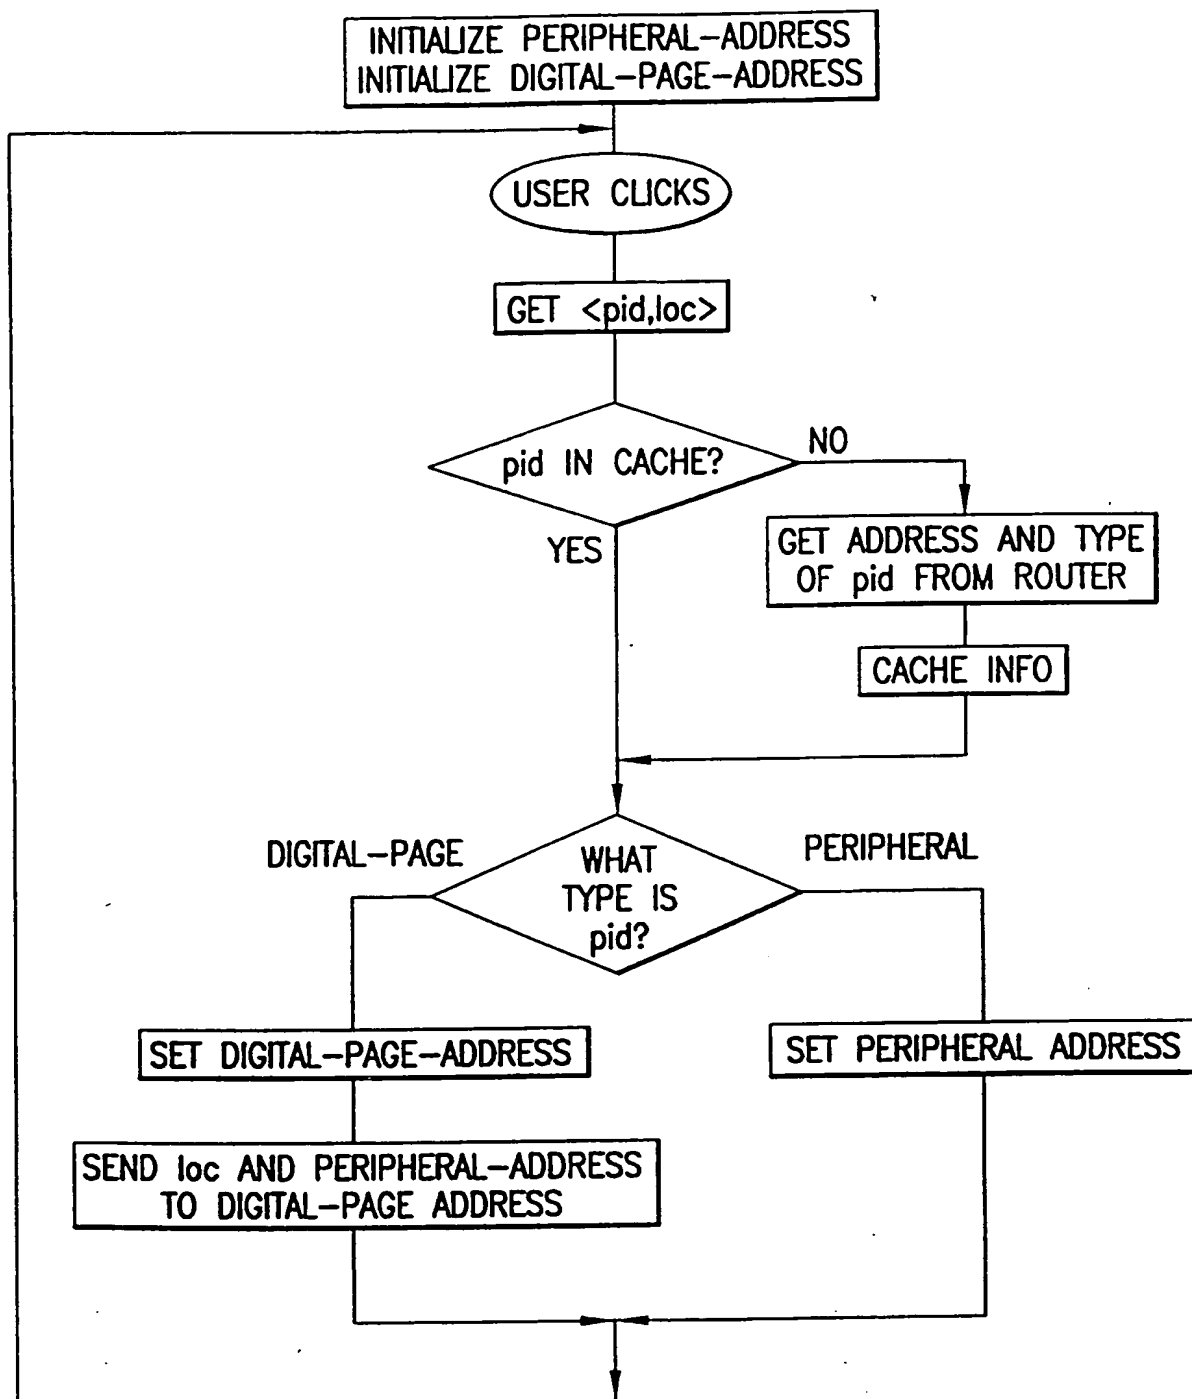 INITIALIZE PERIPHERAL-ADDRESS
INITIALIZE DIGITAL-PAGE-ADDRESS
USER CLICKS
GET <pid,loc>
pid IN CACHE?
NO
YES
GET ADDRESS AND TYPE
OF pid FROM ROUTER
CACHE INFO
DIGITAL-PAGE
WHAT
TYPE IS
pid?
PERIPHERAL
SET DIGITAL-PAGE-ADDRESS
SET PERIPHERAL ADDRESS
SEND loc AND PERIPHERAL-ADDRESS
TO DIGITAL-PAGE ADDRESS